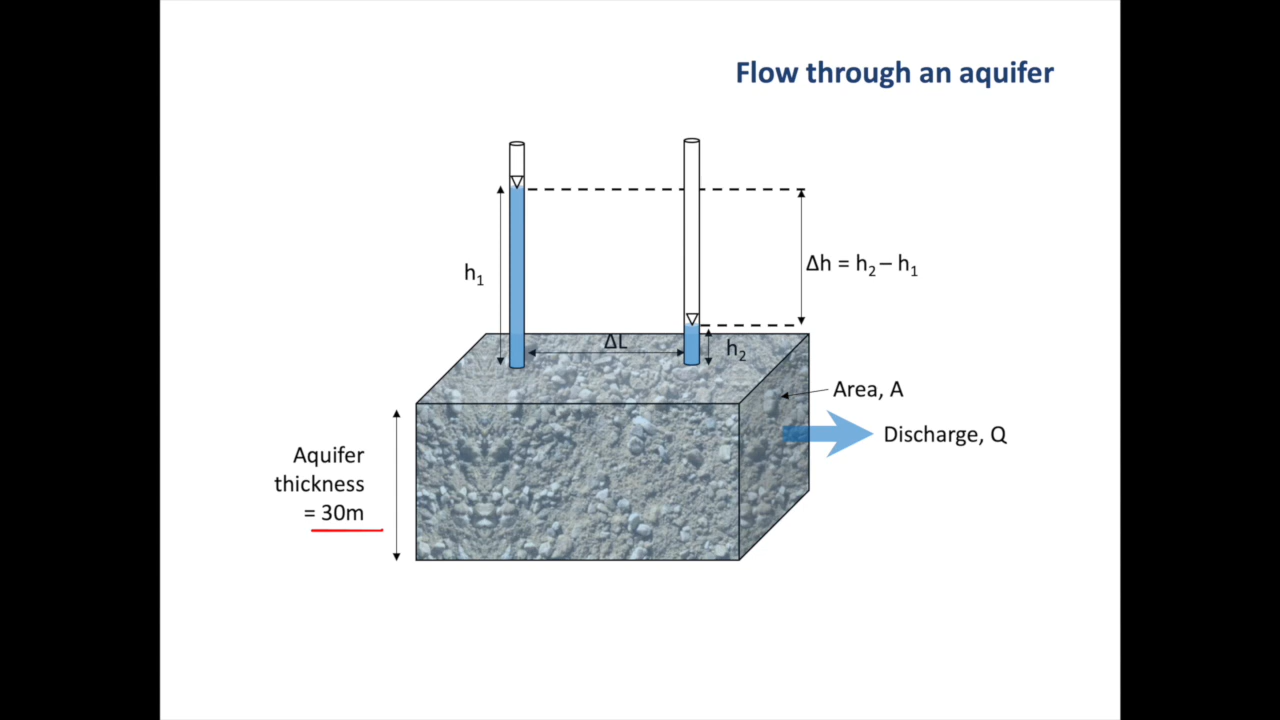 Flow through an aquifer
h₁
Δh = h₂ – h₁
ΔL
h₂
Area, A
Discharge, Q
Aquifer
thickness
= 30m